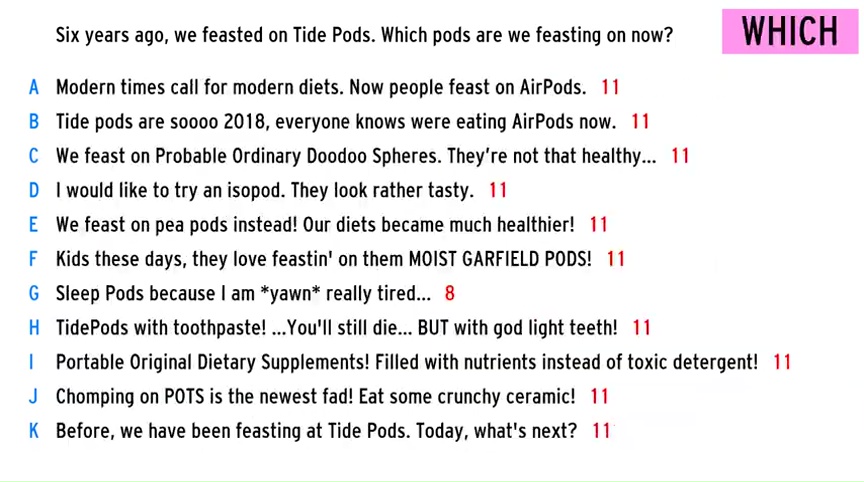 Six years ago, we feasted on Tide Pods. Which pods are we feasting on now?
WHICH
A Modern times call for modern diets. Now people feast on AirPods. 11
B Tide pods are soooo 2018, everyone knows were eating AirPods now. 11
C We feast on Probable Ordinary Doodoo Spheres. They're not that healthy... 11
D I would like to try an isopod. They look rather tasty. 11
E We feast on pea pods instead! Our diets became much healthier! 11
F Kids these days, they love feastin' on them MOIST GARFIELD PODS! 11
G Sleep Pods because I am *yawn* really tired... 8
H TidePods with toothpaste! ...You'll still die... BUT with god light teeth! 11
I Portable Original Dietary Supplements! Filled with nutrients instead of toxic detergent! 11
J Chomping on POTS is the newest fad! Eat some crunchy ceramic! 11
K Before, we have been feasting at Tide Pods. Today, what's next? 11